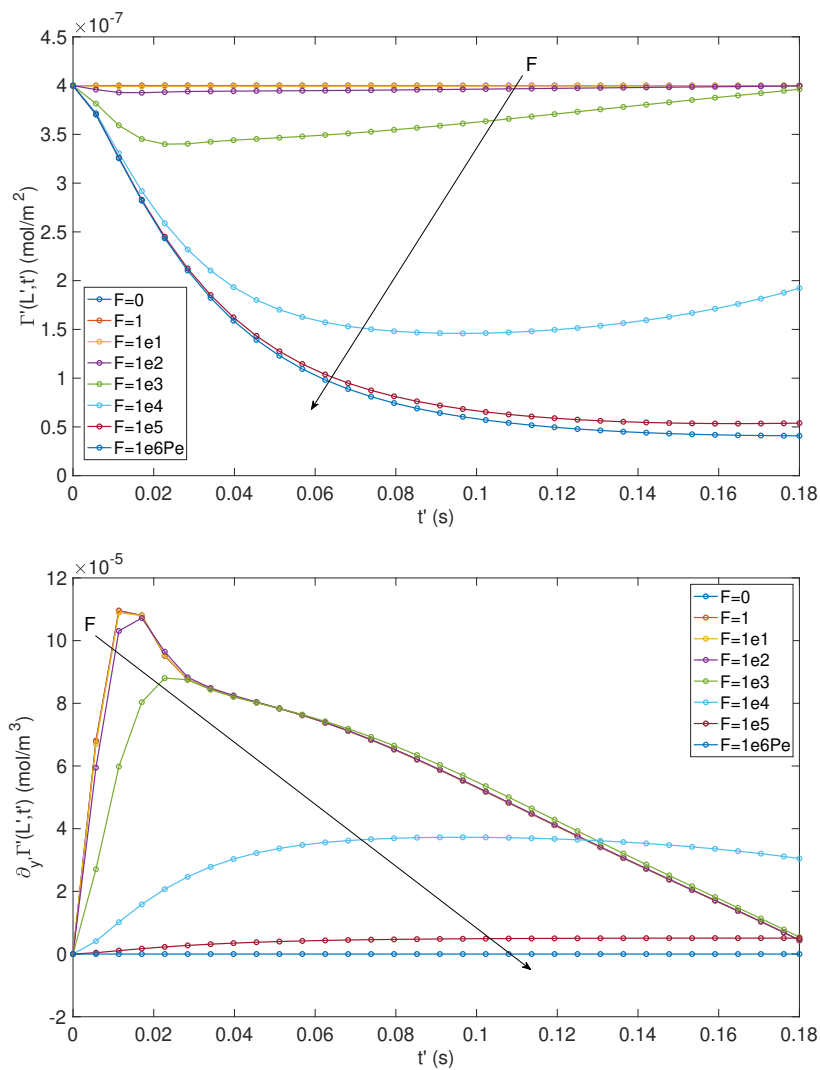 ×10⁻⁷
4.5
4
3.5
3
2.5
2
1.5
1
0.5
0
Γ'(L',t') (mol/m²)
F
F=0
F=1
F=1e1
F=1e2
F=1e3
F=1e4
F=1e5
F=1e6Pe
0 0.02 0.04 0.06 0.08 0.1 0.12 0.14 0.16 0.18
t' (s)
×10⁻⁵
12
10
8
6
4
2
0
-2
∂y'Γ'(L',t') (mol/m³)
F
F=0
F=1
F=1e1
F=1e2
F=1e3
F=1e4
F=1e5
F=1e6Pe
0 0.02 0.04 0.06 0.08 0.1 0.12 0.14 0.16 0.18
t' (s)